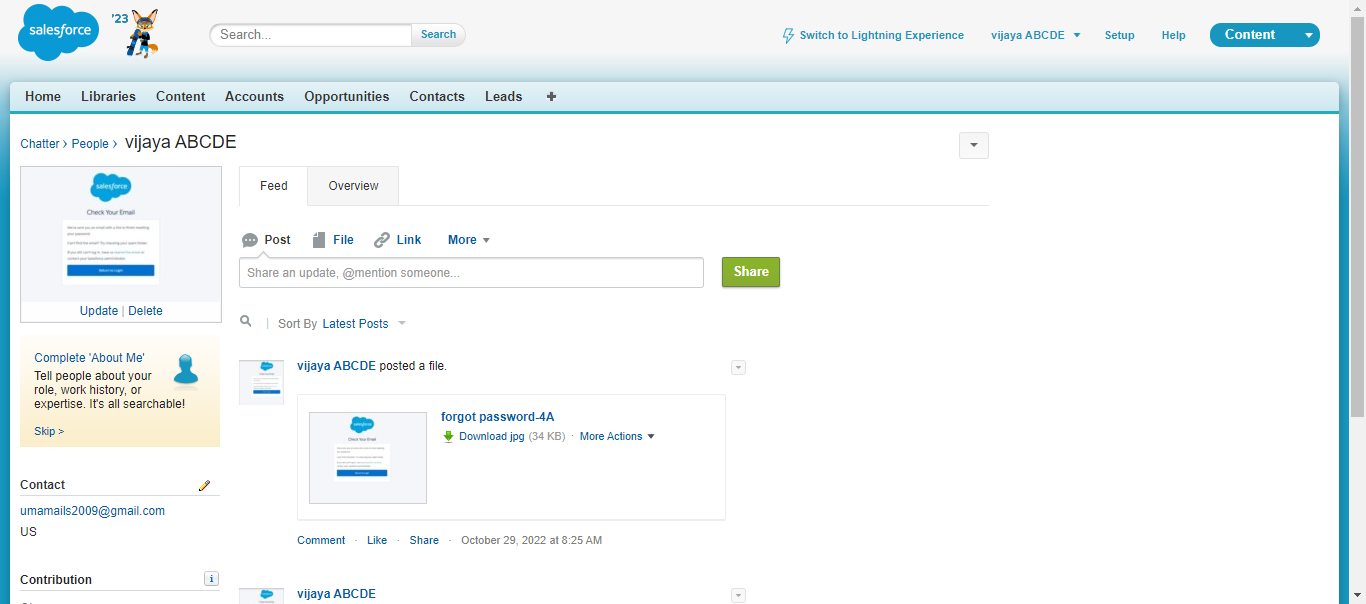 salesforce
'23
Search...
Search
Switch to Lightning Experience
vijaya ABCDE
Setup
Help
Content
Home
Libraries
Content
Accounts
Opportunities
Contacts
Leads
+
Chatter › People › vijaya ABCDE
salesforce
Check Your Email
Update | Delete
Feed
Overview
Post
File
Link
More
Share an update, @mention someone...
Share
Sort By Latest Posts
Complete 'About Me'
Tell people about your
role, work history, or
expertise. It's all searchable!
Skip >
Contact
umamails2009@gmail.com
US
Contribution
i
vijaya ABCDE posted a file.
salesforce
Check Your Email
forgot password-4A
Download jpg (34 KB) · More Actions
Comment · Like · Share · October 29, 2022 at 8:25 AM
vijaya ABCDE